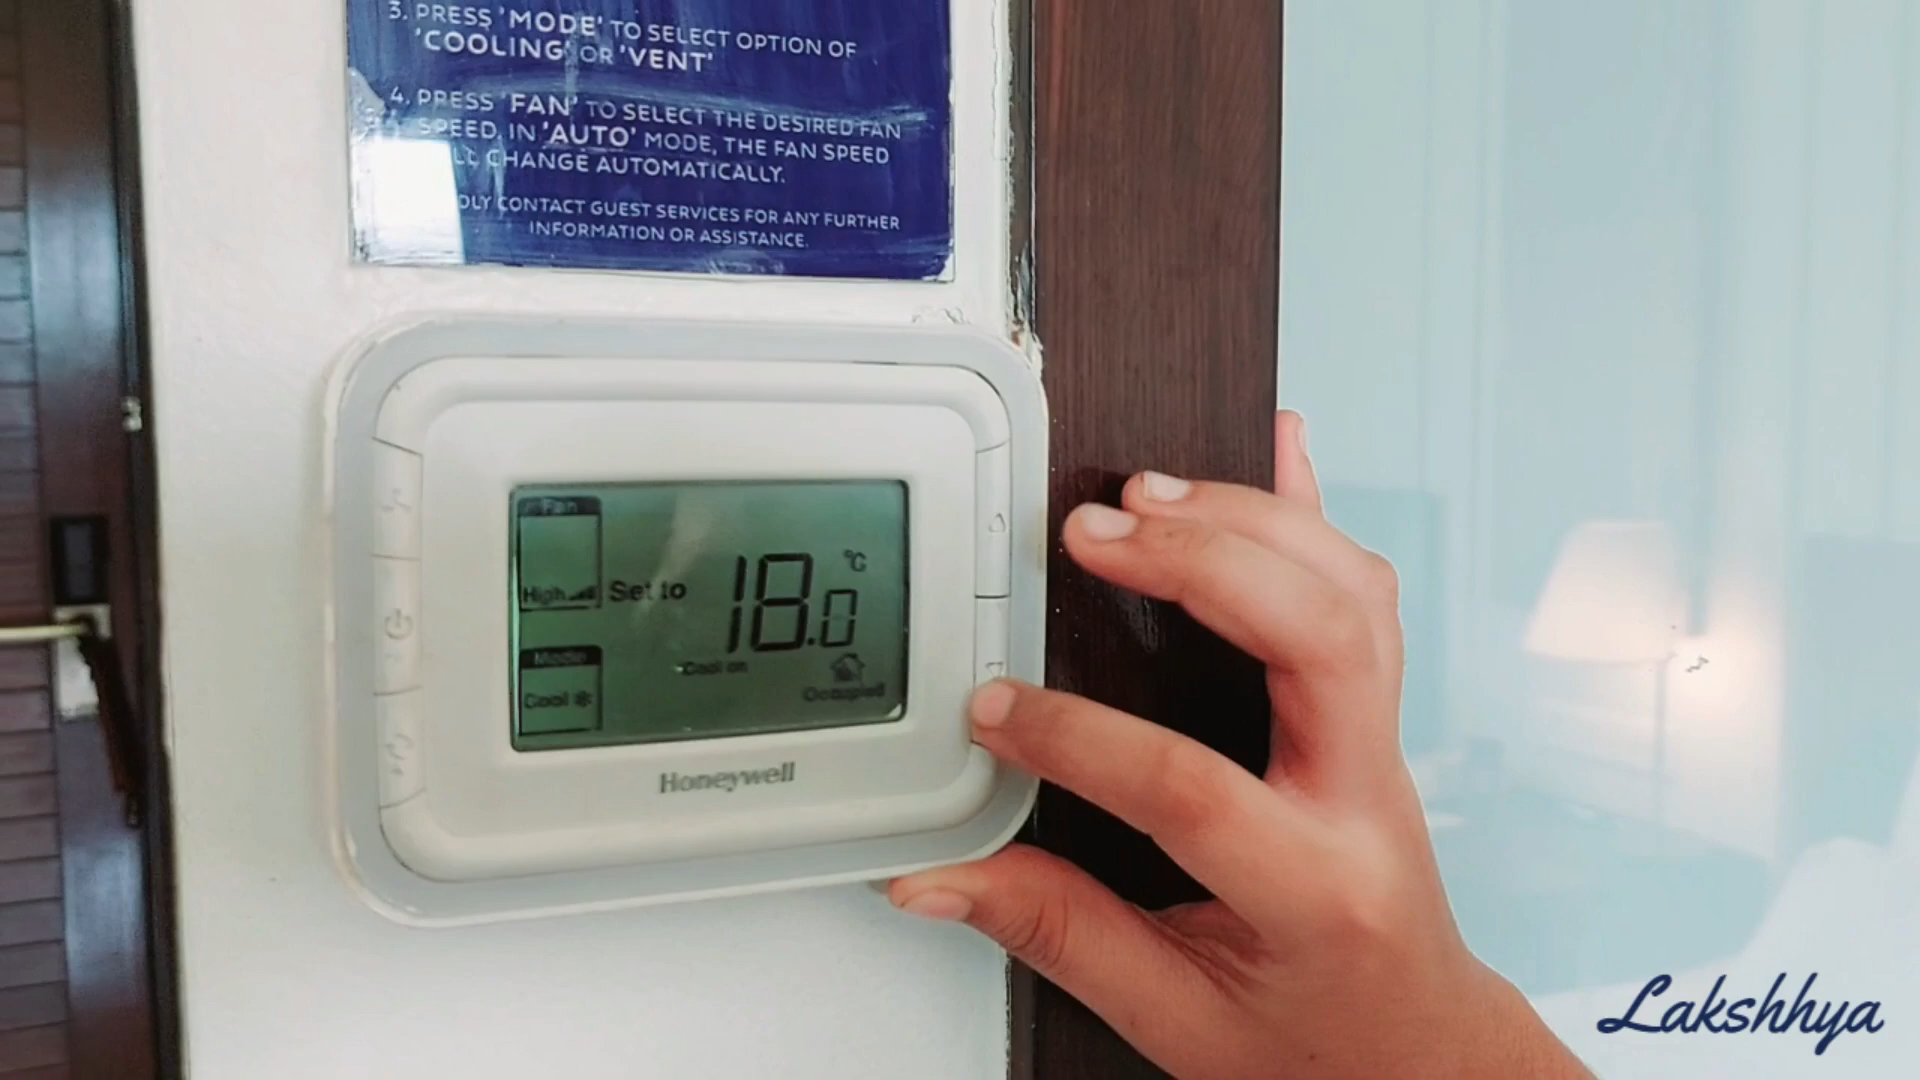 3. PRESS 'MODE' TO SELECT OPTION OF
'COOLING' OR 'VENT'
4. PRESS 'FAN' TO SELECT THE DESIRED FAN
SPEED. IN 'AUTO' MODE, THE FAN SPEED
CHANGE AUTOMATICALLY.
CONTACT GUEST SERVICES FOR ANY FURTHER
INFORMATION OR ASSISTANCE.
Fan
High
Set to
18.0 °C
Cool on
Mode
Cool
Occupied
Honeywell
Lakshhya